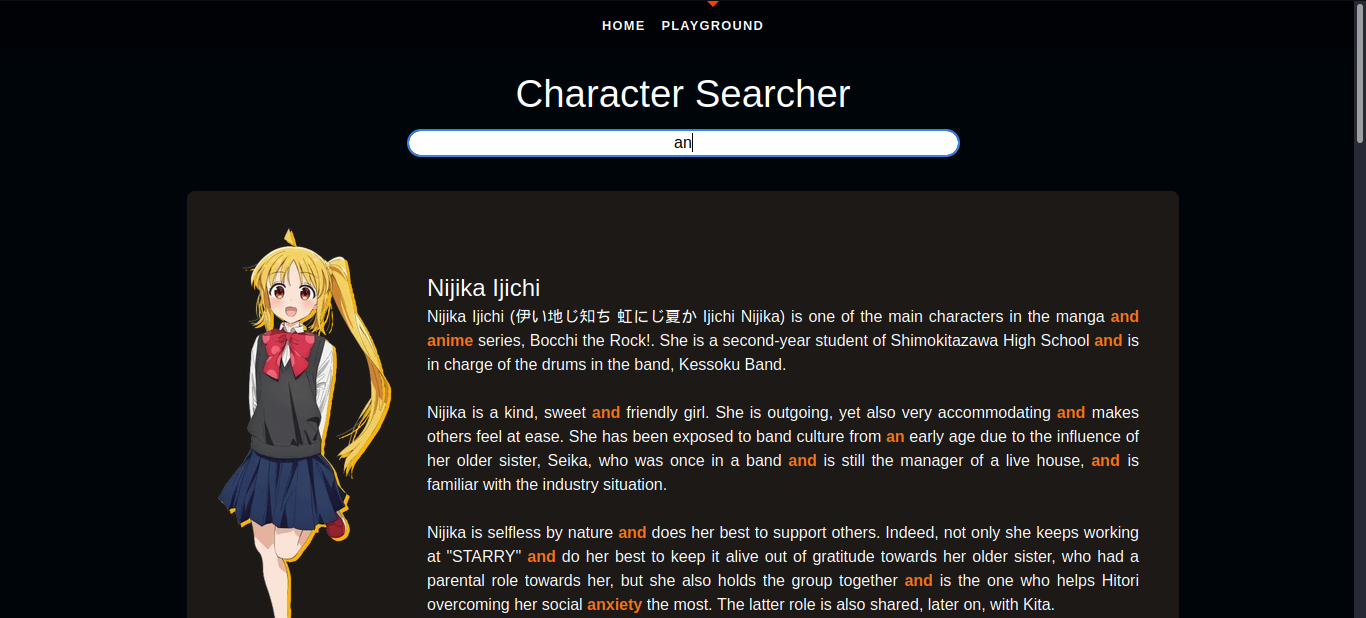 HOME PLAYGROUND
Character Searcher
an
Nijika Ijichi
Nijika Ijichi (伊い地じ知ち 虹にじ夏か Ijichi Nijika) is one of the main characters in the manga and
anime series, Bocchi the Rock!. She is a second-year student of Shimokitazawa High School and is
in charge of the drums in the band, Kessoku Band.
Nijika is a kind, sweet and friendly girl. She is outgoing, yet also very accommodating and makes
others feel at ease. She has been exposed to band culture from an early age due to the influence of
her older sister, Seika, who was once in a band and is still the manager of a live house, and is
familiar with the industry situation.
Nijika is selfless by nature and does her best to support others. Indeed, not only she keeps working
at "STARRY" and do her best to keep it alive out of gratitude towards her older sister, who had a
parental role towards her, but she also holds the group together and is the one who helps Hitori
overcoming her social anxiety the most. The latter role is also shared, later on, with Kita.